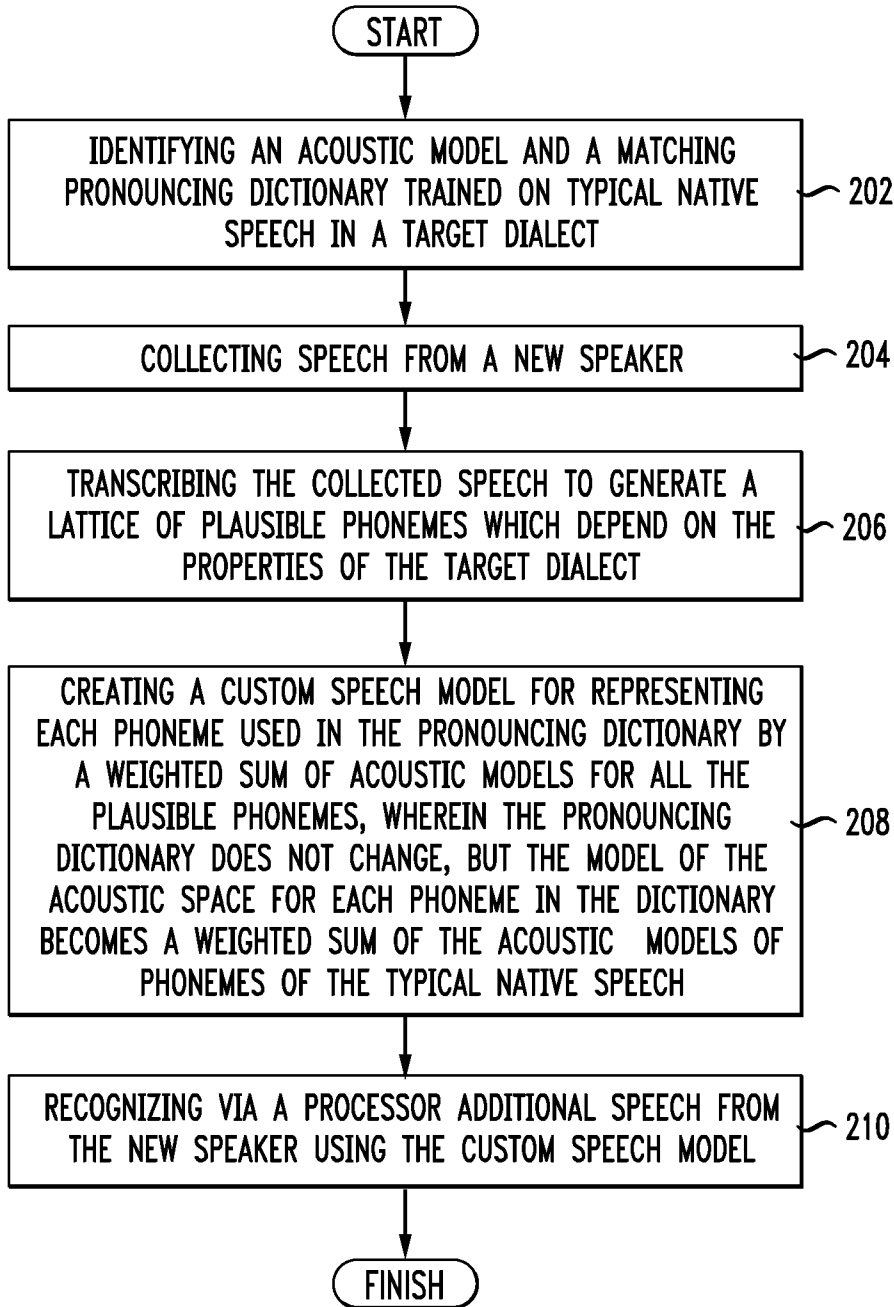 START
IDENTIFYING AN ACOUSTIC MODEL AND A MATCHING
PRONOUNCING DICTIONARY TRAINED ON TYPICAL NATIVE
SPEECH IN A TARGET DIALECT
202
COLLECTING SPEECH FROM A NEW SPEAKER
204
TRANSCRIBING THE COLLECTED SPEECH TO GENERATE A
LATTICE OF PLAUSIBLE PHONEMES WHICH DEPEND ON THE
PROPERTIES OF THE TARGET DIALECT
206
CREATING A CUSTOM SPEECH MODEL FOR REPRESENTING
EACH PHONEME USED IN THE PRONOUNCING DICTIONARY BY
A WEIGHTED SUM OF ACOUSTIC MODELS FOR ALL THE
PLAUSIBLE PHONEMES, WHEREIN THE PRONOUNCING
DICTIONARY DOES NOT CHANGE, BUT THE MODEL OF THE
ACOUSTIC SPACE FOR EACH PHONEME IN THE DICTIONARY
BECOMES A WEIGHTED SUM OF THE ACOUSTIC MODELS OF
PHONEMES OF THE TYPICAL NATIVE SPEECH
208
RECOGNIZING VIA A PROCESSOR ADDITIONAL SPEECH FROM
THE NEW SPEAKER USING THE CUSTOM SPEECH MODEL
210
FINISH